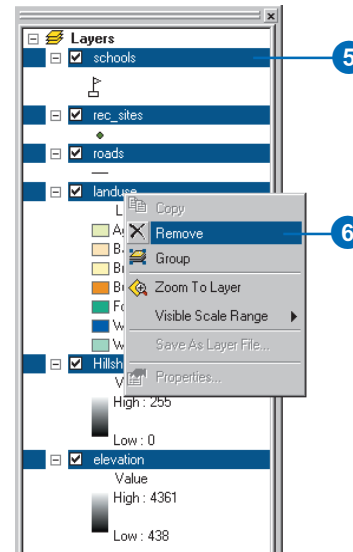 Layers
schools
5
rec_sites
roads
landuse
Copy
Remove
6
Group
Zoom To Layer
Visible Scale Range
Save As Layer File...
Properties...
High : 255
Low : 0
elevation
Value
High : 4361
Low : 438